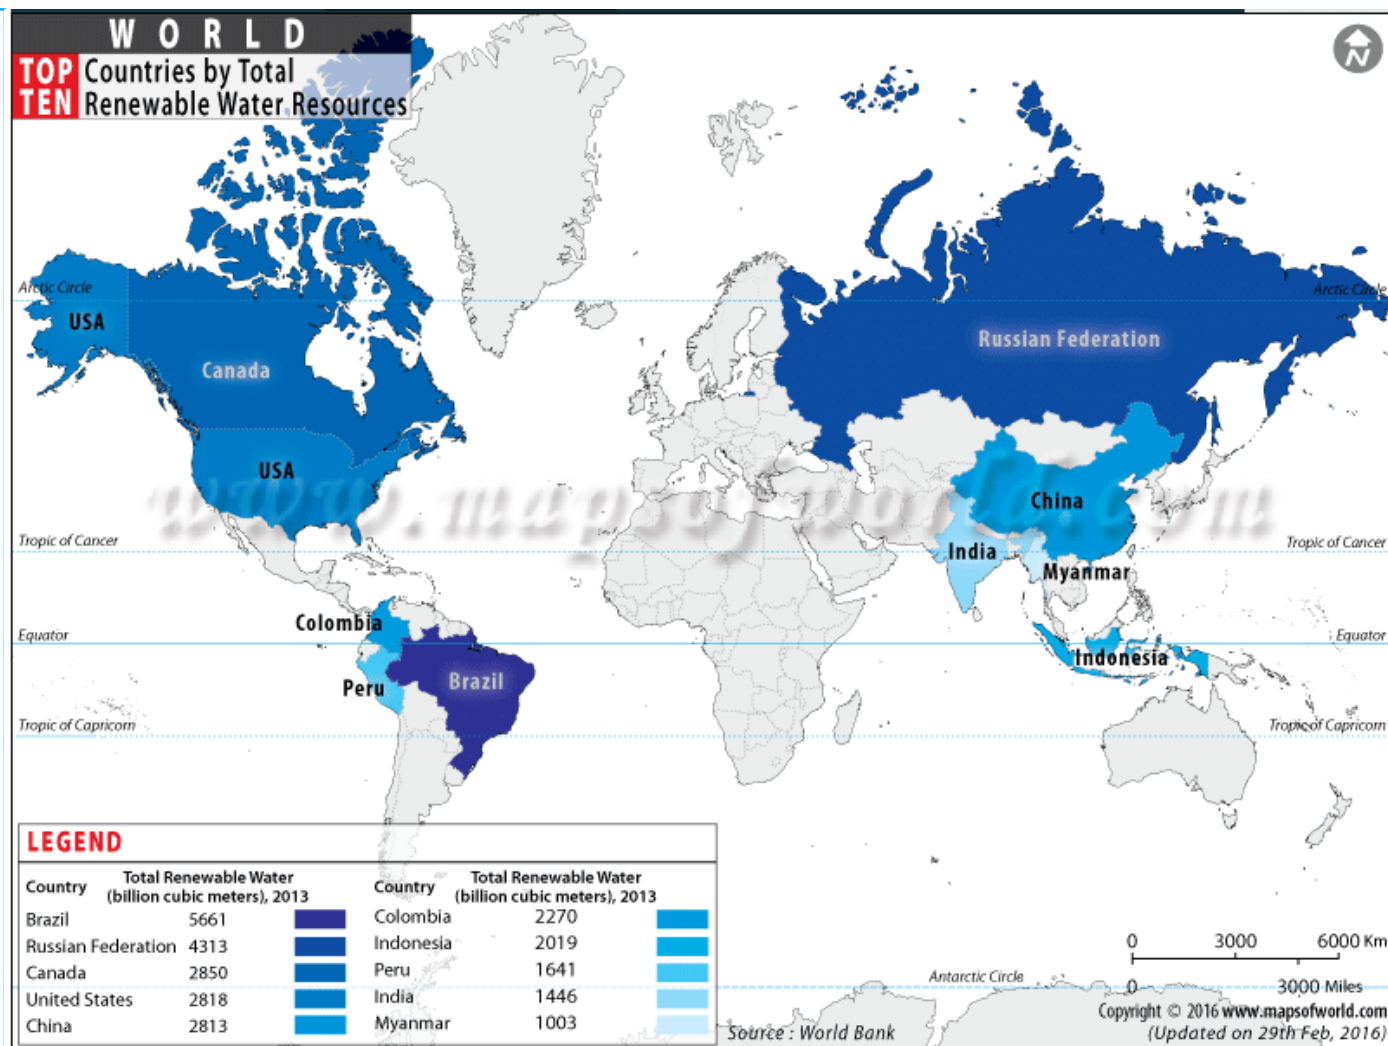 WORLD
TOP TEN Countries by Total
Renewable Water Resources
N
Arctic Circle
Arctic Circle
USA
Russian Federation
Canada
USA
China
www.mapsofworld.com
Tropic of Cancer
Tropic of Cancer
India
Myanmar
Colombia
Equator
Equator
Indonesia
Peru
Brazil
Tropic of Capricorn
Tropic of Capricorn
LEGEND
Country Total Renewable Water (billion cubic meters), 2013 Country Total Renewable Water (billion cubic meters), 2013
Brazil 5661 Colombia 2270
Russian Federation 4313 Indonesia 2019
Canada 2850 Peru 1641
United States 2818 India 1446
China 2813 Myanmar 1003
0 3000 6000 Km
Antarctic Circle
0 3000 Miles
Copyright © 2016 www.mapsofworld.com
Source : World Bank
(Updated on 29th Feb, 2016)